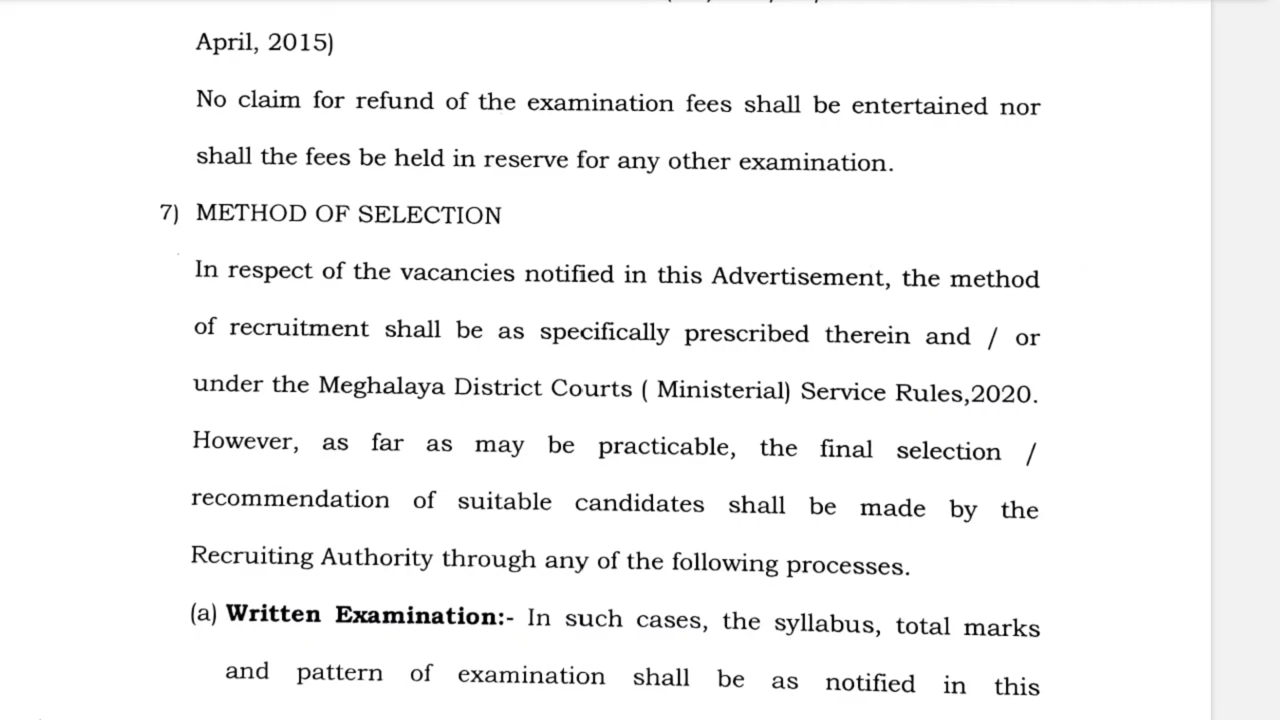 April, 2015)
No claim for refund of the examination fees shall be entertained nor
shall the fees be held in reserve for any other examination.
7) METHOD OF SELECTION
In respect of the vacancies notified in this Advertisement, the method
of recruitment shall be as specifically prescribed therein and / or
under the Meghalaya District Courts ( Ministerial) Service Rules,2020.
However, as far as may be practicable, the final selection /
recommendation of suitable candidates shall be made by the
Recruiting Authority through any of the following processes.
(a) Written Examination:- In such cases, the syllabus, total marks
and pattern of examination shall be as notified in this